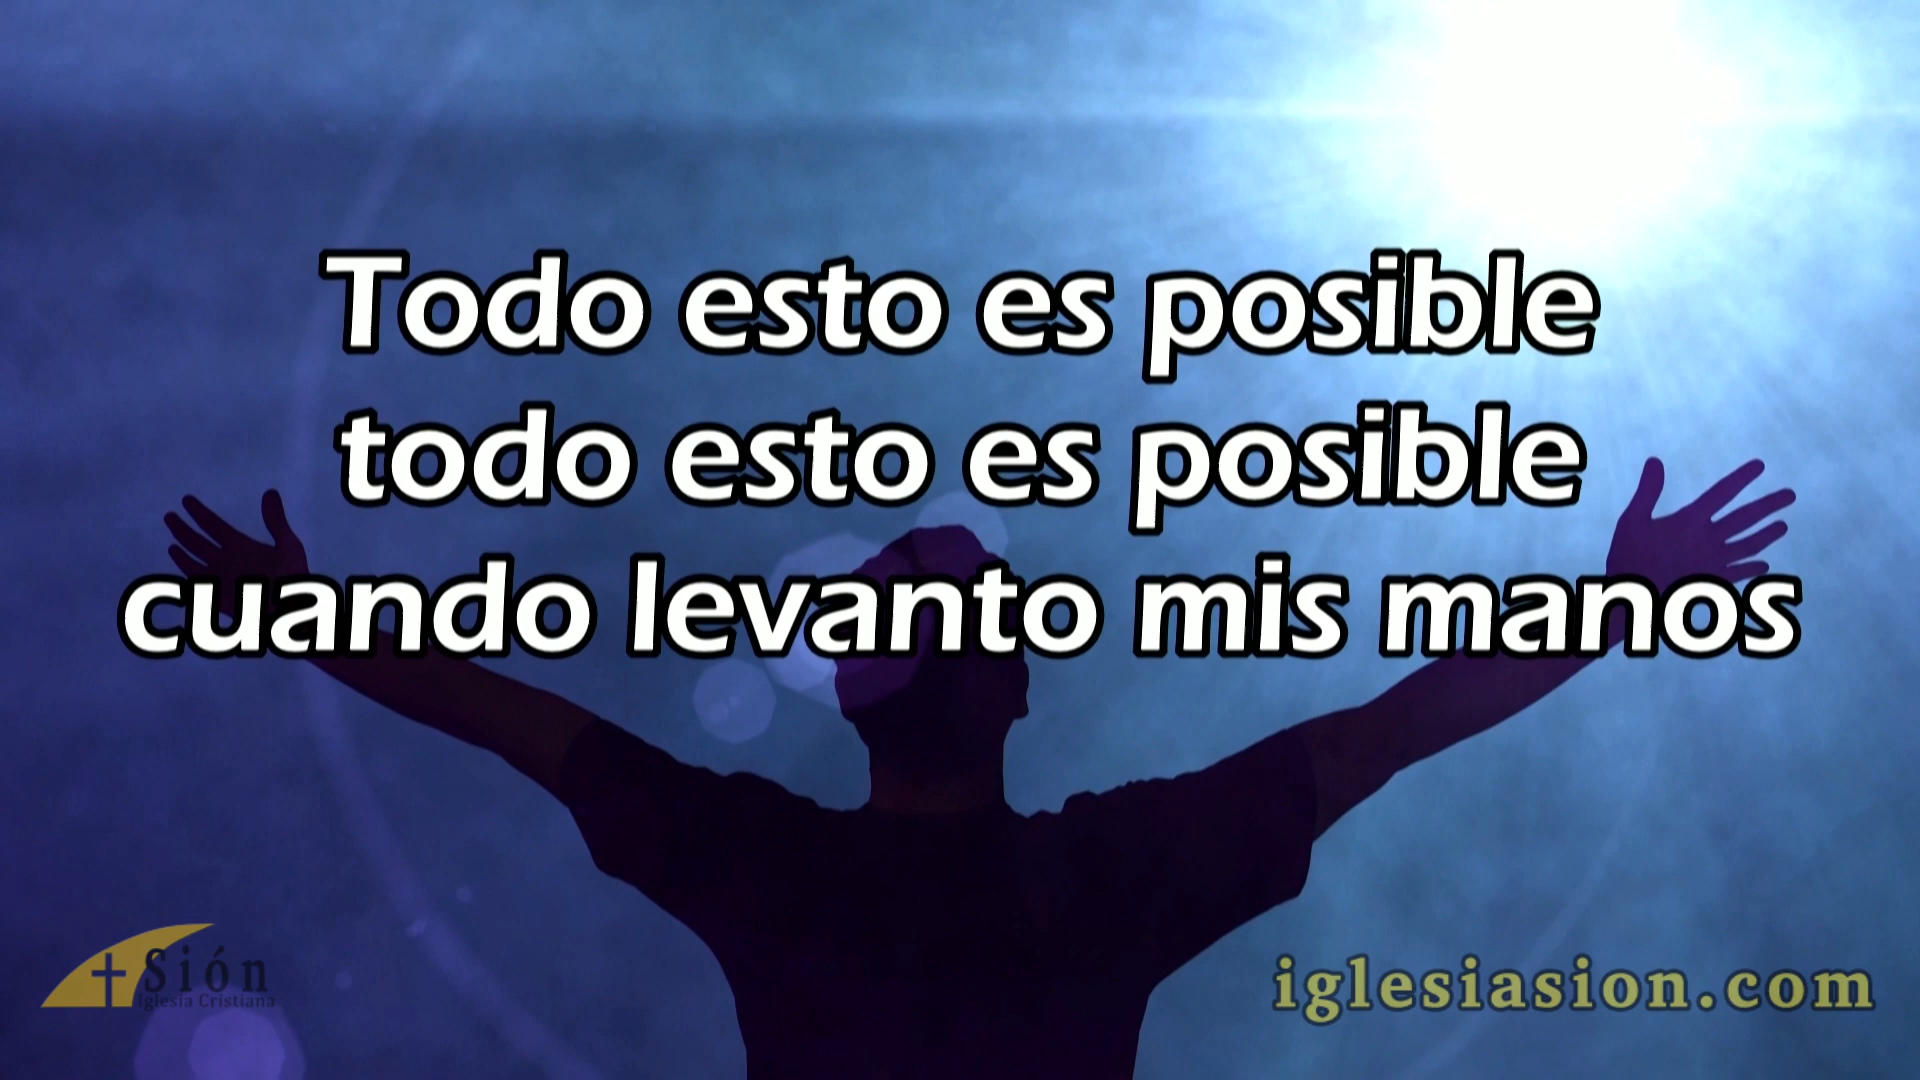 Todo esto es posible
todo esto es posible
cuando levanto mis manos
Sión
Iglesia Cristiana
iglesiasion.com